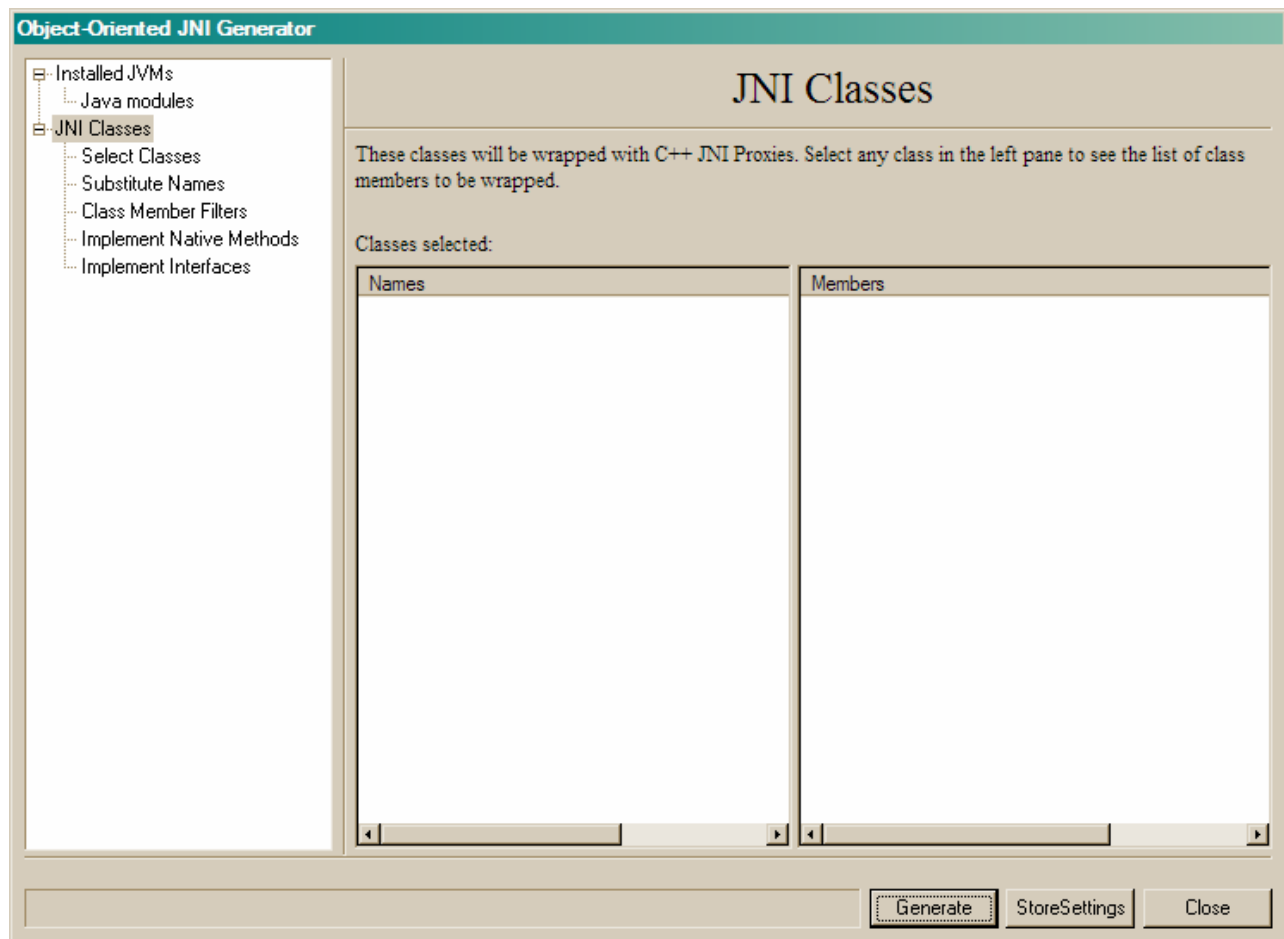 Object-Oriented JNI Generator
Installed JVMs
Java modules
JNI Classes
Select Classes
Substitute Names
Class Member Filters
Implement Native Methods
Implement Interfaces
JNI Classes
These classes will be wrapped with C++ JNI Proxies. Select any class in the left pane to see the list of class
members to be wrapped.
Classes selected:
Names
Members
Generate
StoreSettings
Close